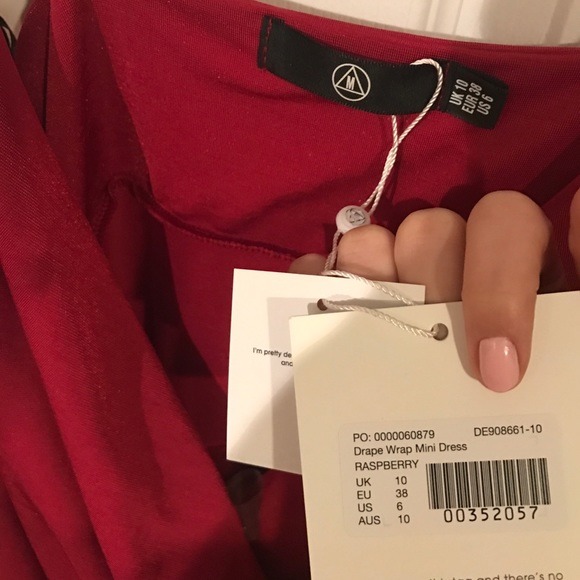 M
UK 10
EUR 38
US 6
I'm pretty de
and
PO: 0000060879 DE908661-10
Drape Wrap Mini Dress
RASPBERRY
UK 10
EU 38
US 6
AUS 10
00352057
and there's no